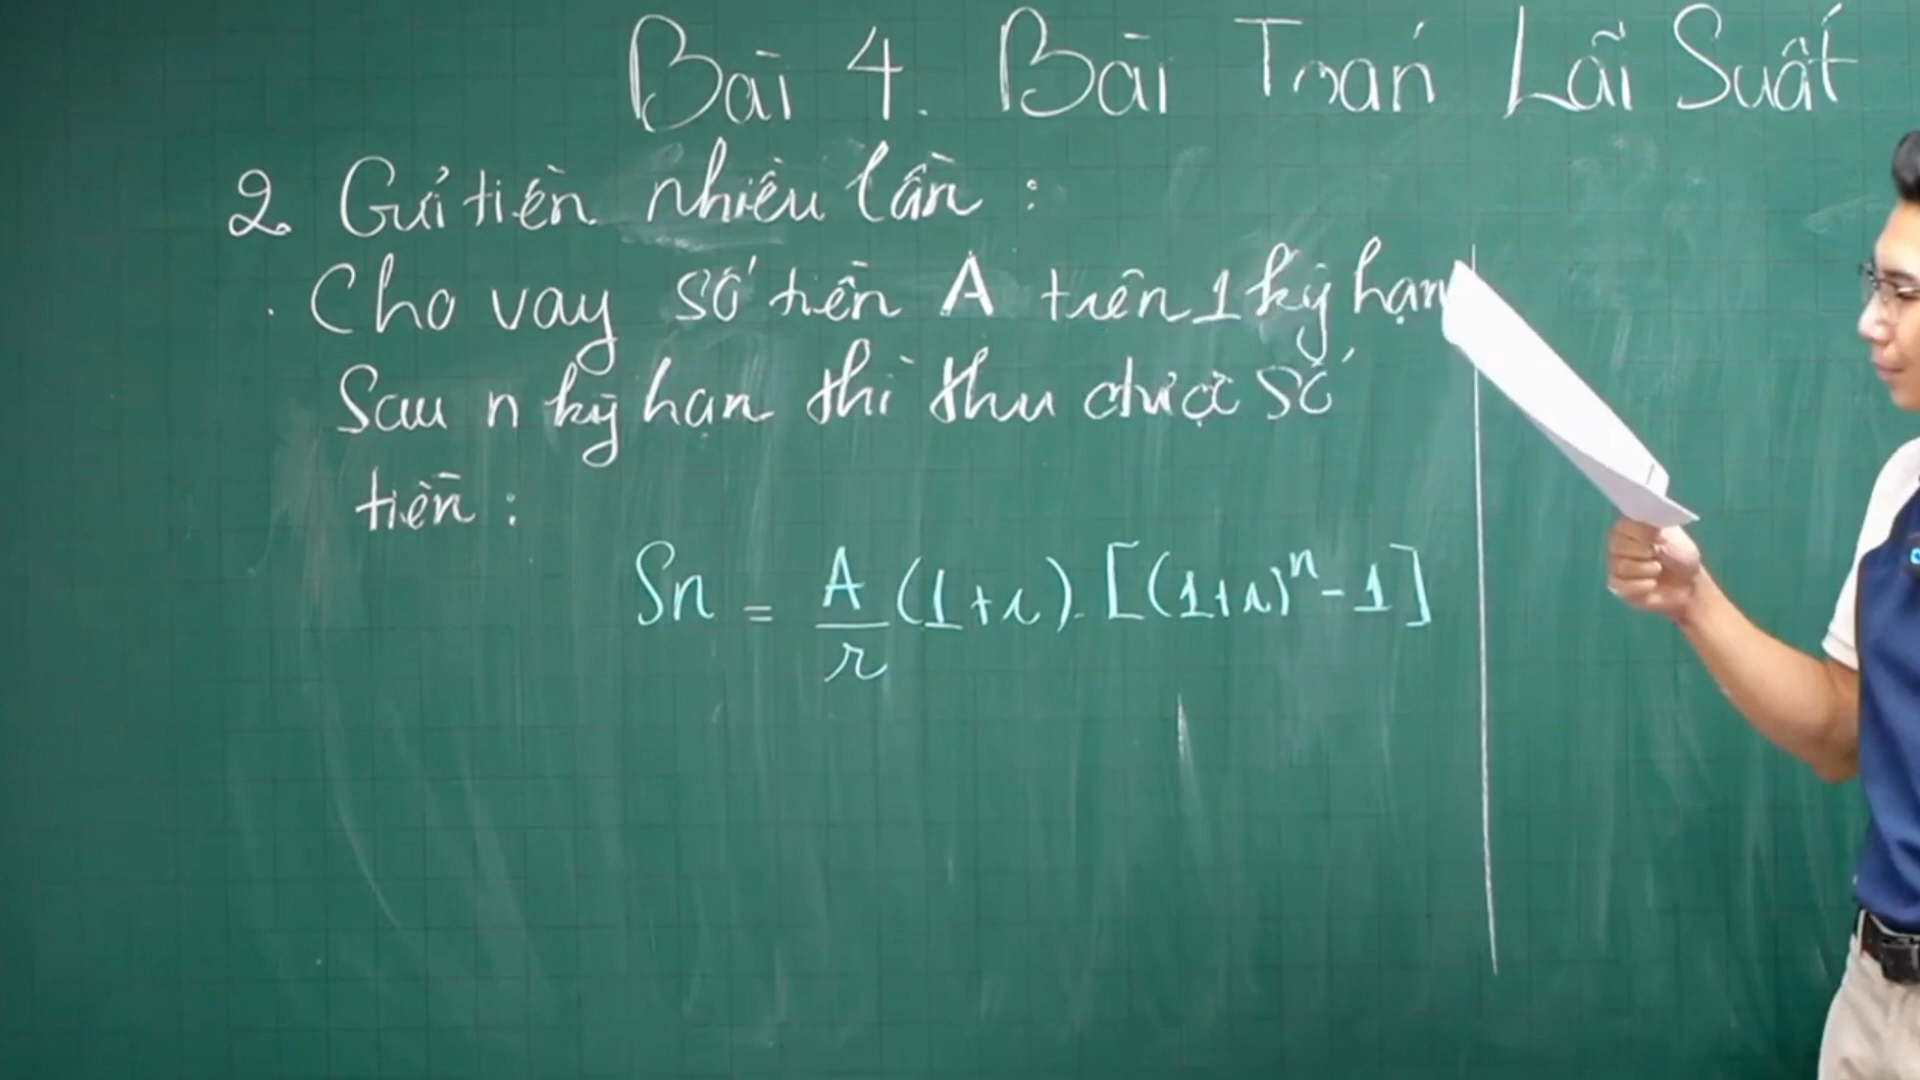 Bài 4. Bài Toán Lãi Suất
2. Gửi tiền nhiều lần:
. Cho vay số tiền A trên 1 kỳ hạn
Sau n kỳ hạn thì thu được số
tiền:
Sn = A/r (1+r).[(1+r)^n - 1]